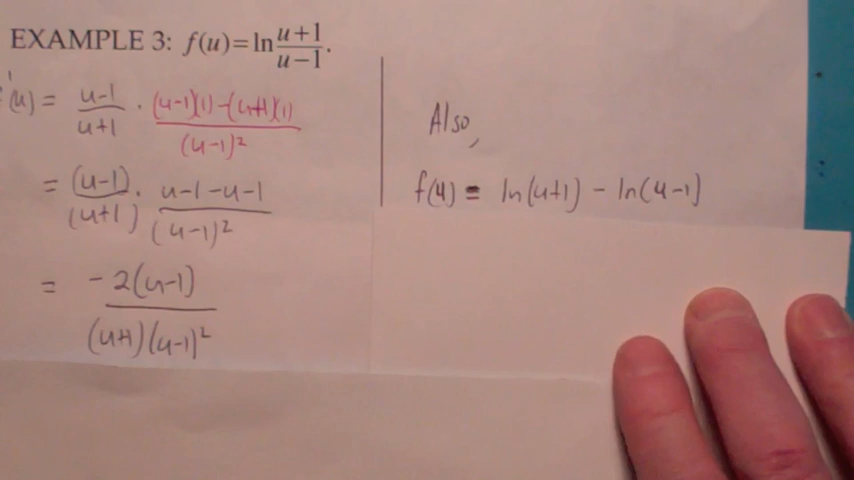 EXAMPLE 3: f(u)=ln u+1/u−1.
f'(u) = u-1/u+1 · (u-1)(1)-(u+1)(1)/(u-1)²
= (u-1)/(u+1) · u-1-u-1/(u-1)²
= -2(u-1)/(u+1)(u-1)²
Also,
f(u) = ln(u+1) - ln(u-1)